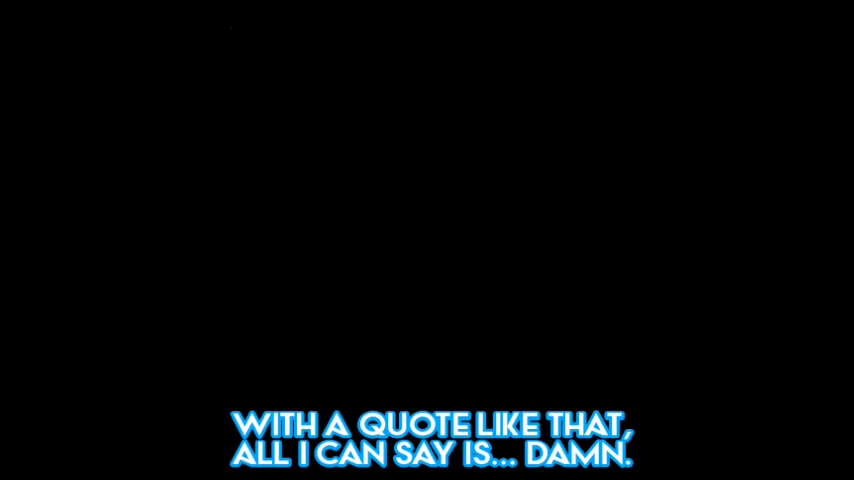 WITH A QUOTE LIKE THAT,
ALL I CAN SAY IS... DAMN.